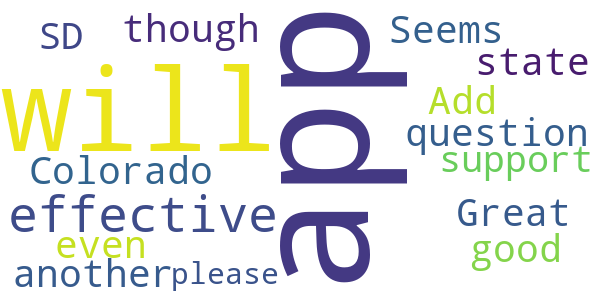 SD
though
will
Colorado
effective
even
another
please
app
Seems
state
Add
question
support
Great
good